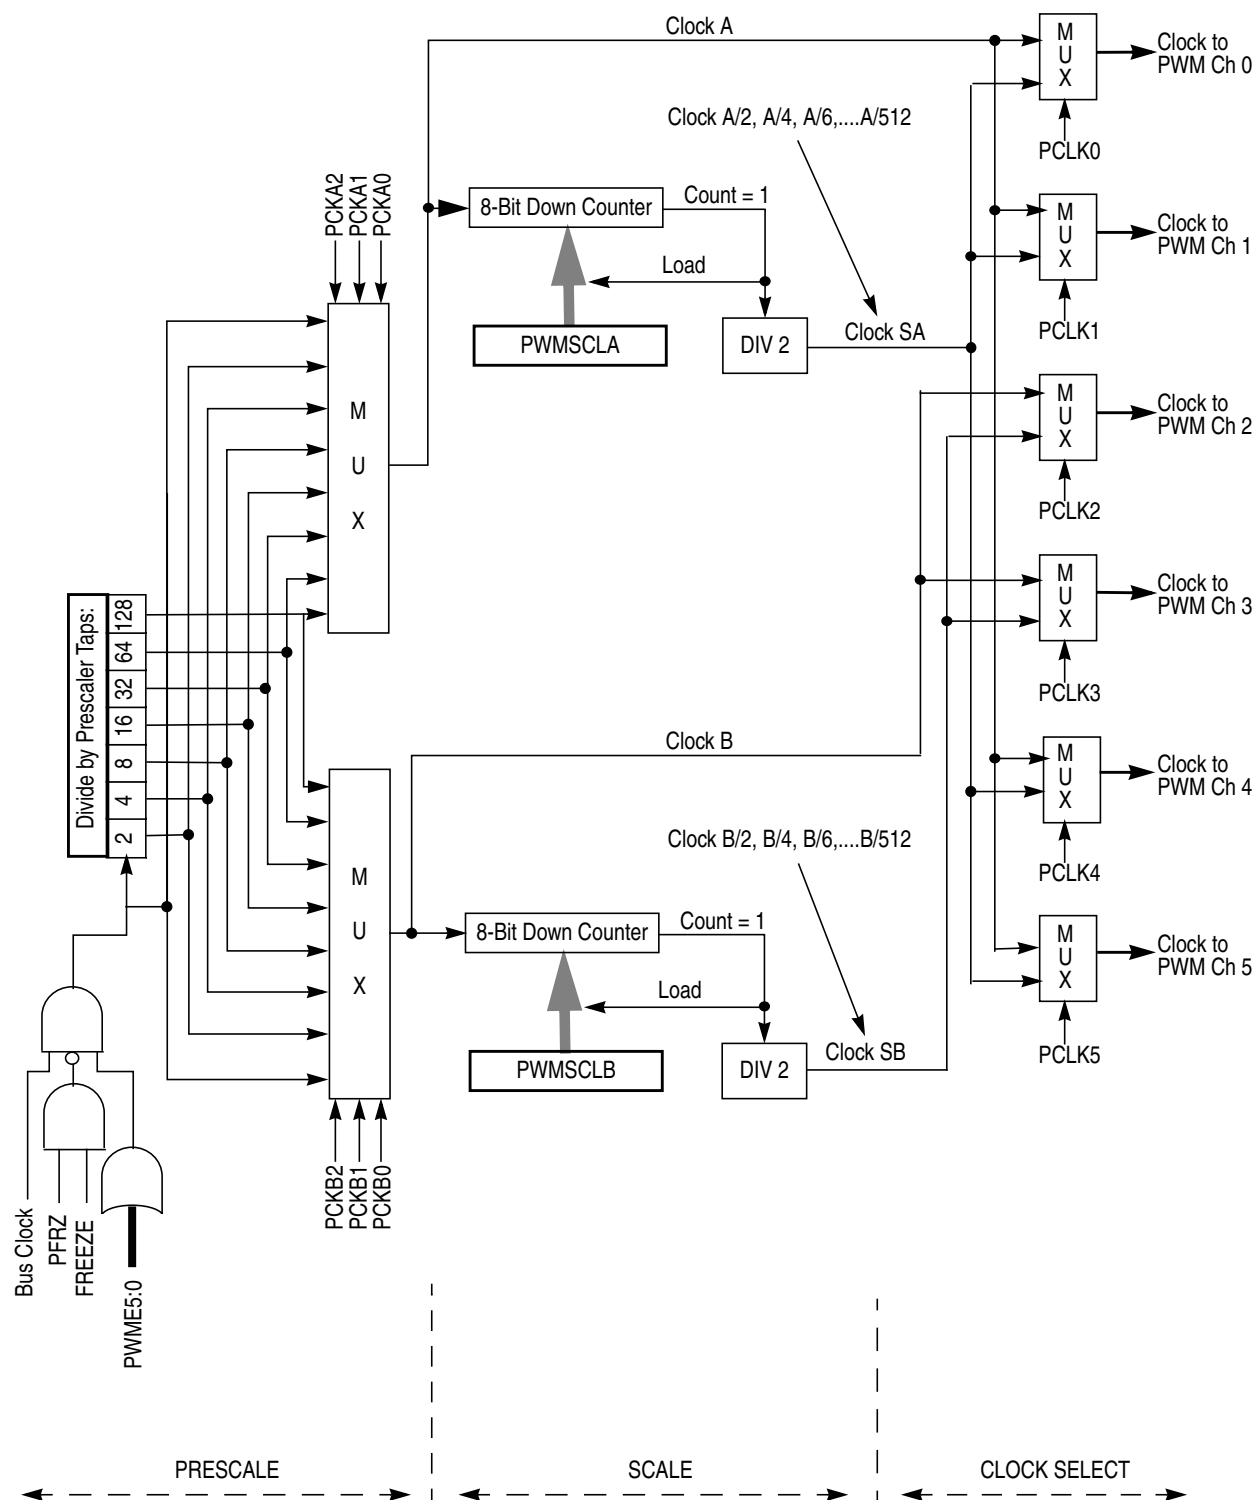 Clock A
M
U
X
Clock to
PWM Ch 0
PCLK0
Clock A/2, A/4, A/6,....A/512
PCKA2
PCKA1
PCKA0
8-Bit Down Counter
Count = 1
M
U
X
Clock to
PWM Ch 1
PCLK1
Load
PWMSCLA
DIV 2
Clock SA
M
U
X
M
U
X
Clock to
PWM Ch 2
PCLK2
M
U
X
Clock to
PWM Ch 3
PCLK3
Divide by Prescaler Taps:
128
64
32
16
8
4
2
Clock B
M
U
X
Clock to
PWM Ch 4
PCLK4
Clock B/2, B/4, B/6,....B/512
M
U
X
8-Bit Down Counter
Count = 1
M
U
X
Clock to
PWM Ch 5
PCLK5
Load
PWMSCLB
DIV 2
Clock SB
PCKB2
PCKB1
PCKB0
Bus Clock
PFRZ
FREEZE
PWME5:0
PRESCALE
SCALE
CLOCK SELECT